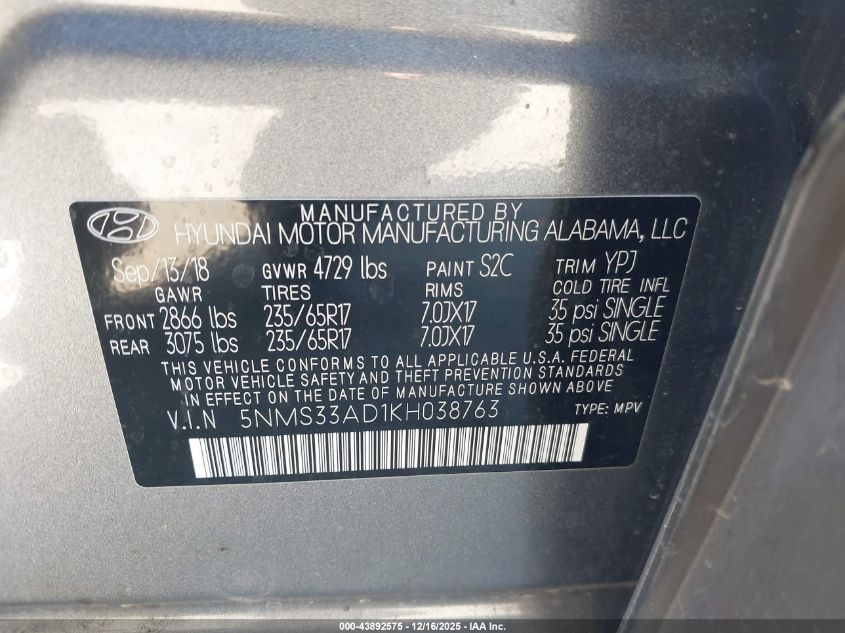 MANUFACTURED BY
HYUNDAI MOTOR MANUFACTURING ALABAMA, LLC
Sep/13/18 GVWR 4729 lbs PAINT S2C TRIM YPJ
GAWR TIRES RIMS COLD TIRE INFL
FRONT 2866 lbs 235/65R17 7.0JX17 35 psi SINGLE
REAR 3075 lbs 235/65R17 7.0JX17 35 psi SINGLE
THIS VEHICLE CONFORMS TO ALL APPLICABLE U.S.A. FEDERAL
MOTOR VEHICLE SAFETY AND THEFT PREVENTION STANDARDS
IN EFFECT ON THE DATE OF MANUFACTURE SHOWN ABOVE
V.I.N 5NMS33AD1KH038763 TYPE: MPV
000-43892575 - 12/16/2025 - IAA Inc.